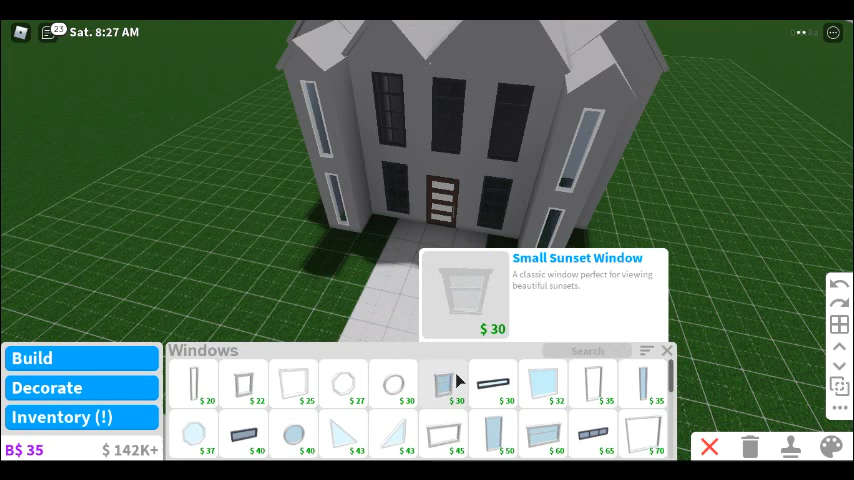 23
Sat. 8:27 AM
Small Sunset Window
A classic window perfect for viewing
beautiful sunsets.
$ 30
Build
Decorate
Inventory (!)
B$ 35
$ 142K+
Windows
Search
$ 20
$ 22
$ 25
$ 27
$ 30
$ 30
$ 32
$ 35
$ 35
$ 37
$ 40
$ 40
$ 43
$ 43
$ 45
$ 50
$ 60
$ 65
$ 70